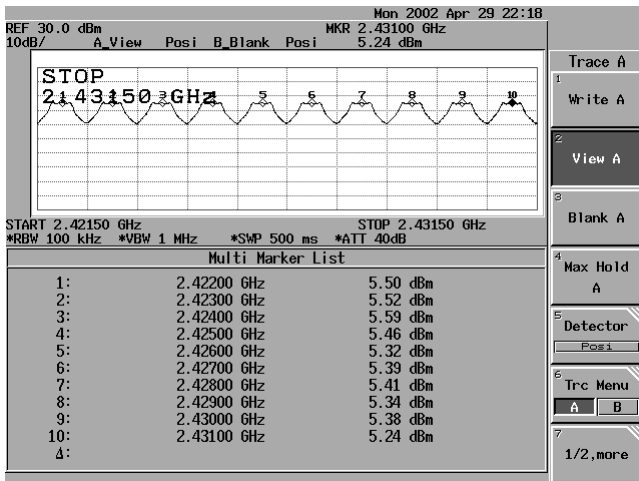 Mon 2002 Apr 29 22:18
REF 30.0 dBm MKR 2.43100 GHz
10dB/ A_View Posi B_Blank Posi 5.24 dBm
STOP
2.43150 GHz
1 2 3 4 5 6 7 8 9 10
START 2.42150 GHz STOP 2.43150 GHz
*RBW 100 kHz *VBW 1 MHz *SWP 500 ms *ATT 40dB
Multi Marker List
1: 2.42200 GHz 5.50 dBm
2: 2.42300 GHz 5.52 dBm
3: 2.42400 GHz 5.59 dBm
4: 2.42500 GHz 5.46 dBm
5: 2.42600 GHz 5.32 dBm
6: 2.42700 GHz 5.39 dBm
7: 2.42800 GHz 5.41 dBm
8: 2.42900 GHz 5.34 dBm
9: 2.43000 GHz 5.38 dBm
10: 2.43100 GHz 5.24 dBm
Δ:
Trace A
1
Write A
2
View A
3
Blank A
4
Max Hold
A
5
Detector
Posi
6
Trc Menu
A B
7
1/2,more